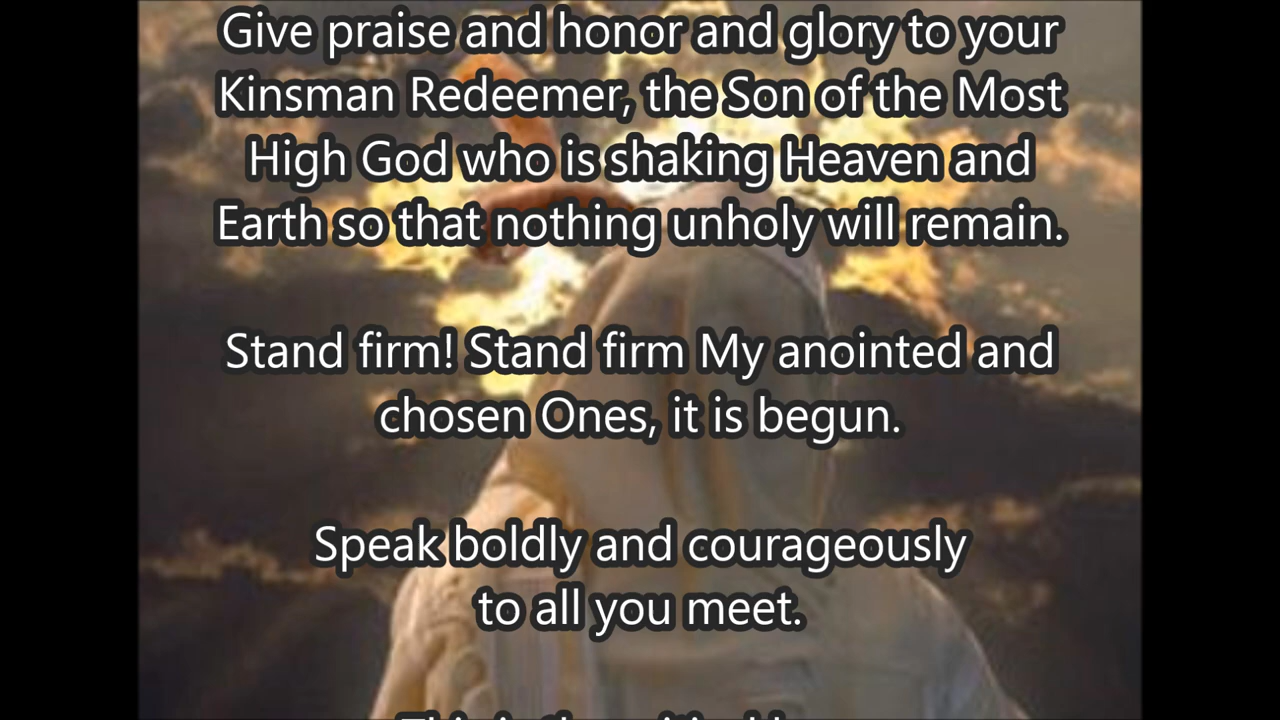 Give praise and honor and glory to your
Kinsman Redeemer, the Son of the Most
High God who is shaking Heaven and
Earth so that nothing unholy will remain.
Stand firm! Stand firm My anointed and
chosen Ones, it is begun.
Speak boldly and courageously
to all you meet.